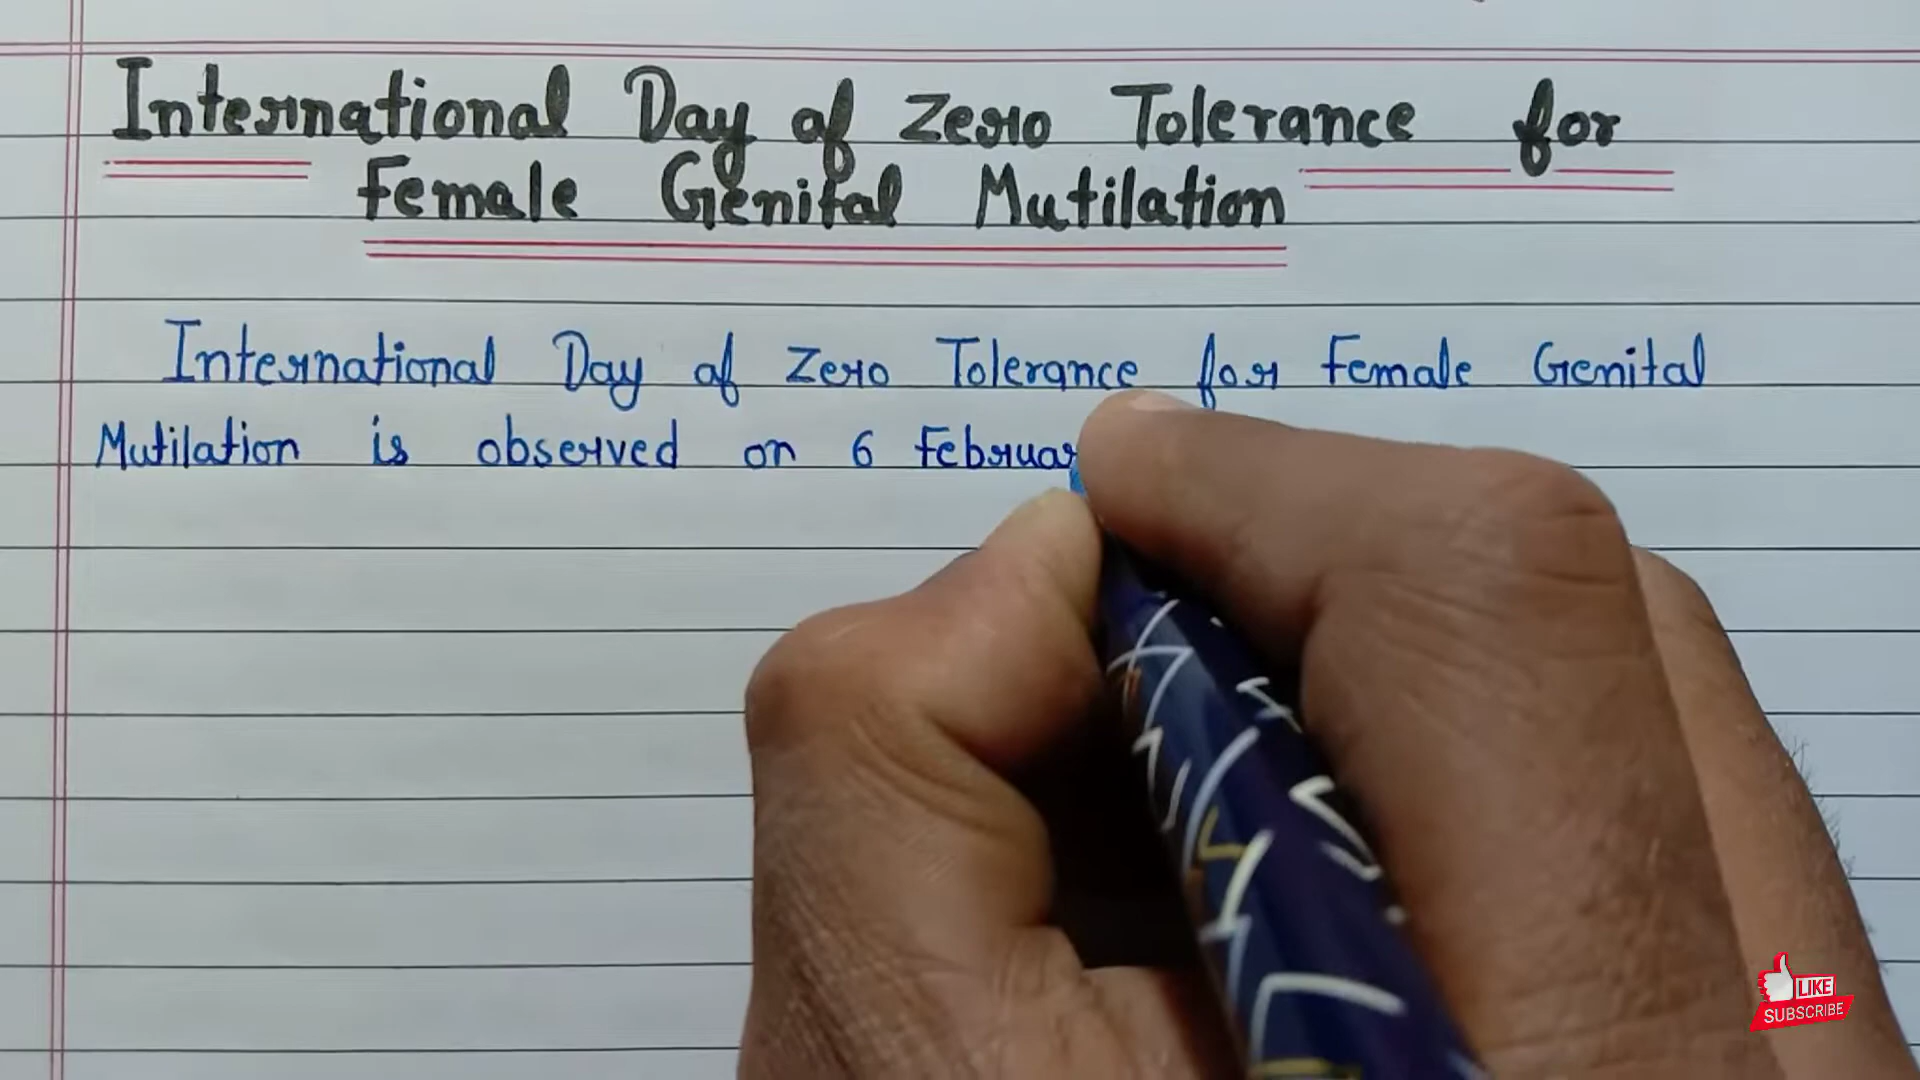 International Day of Zero Tolerance for
Female Genital Mutilation
International Day of Zero Tolerance for Female Genital
Mutilation is observed on 6 Februar
LIKE
SUBSCRIBE